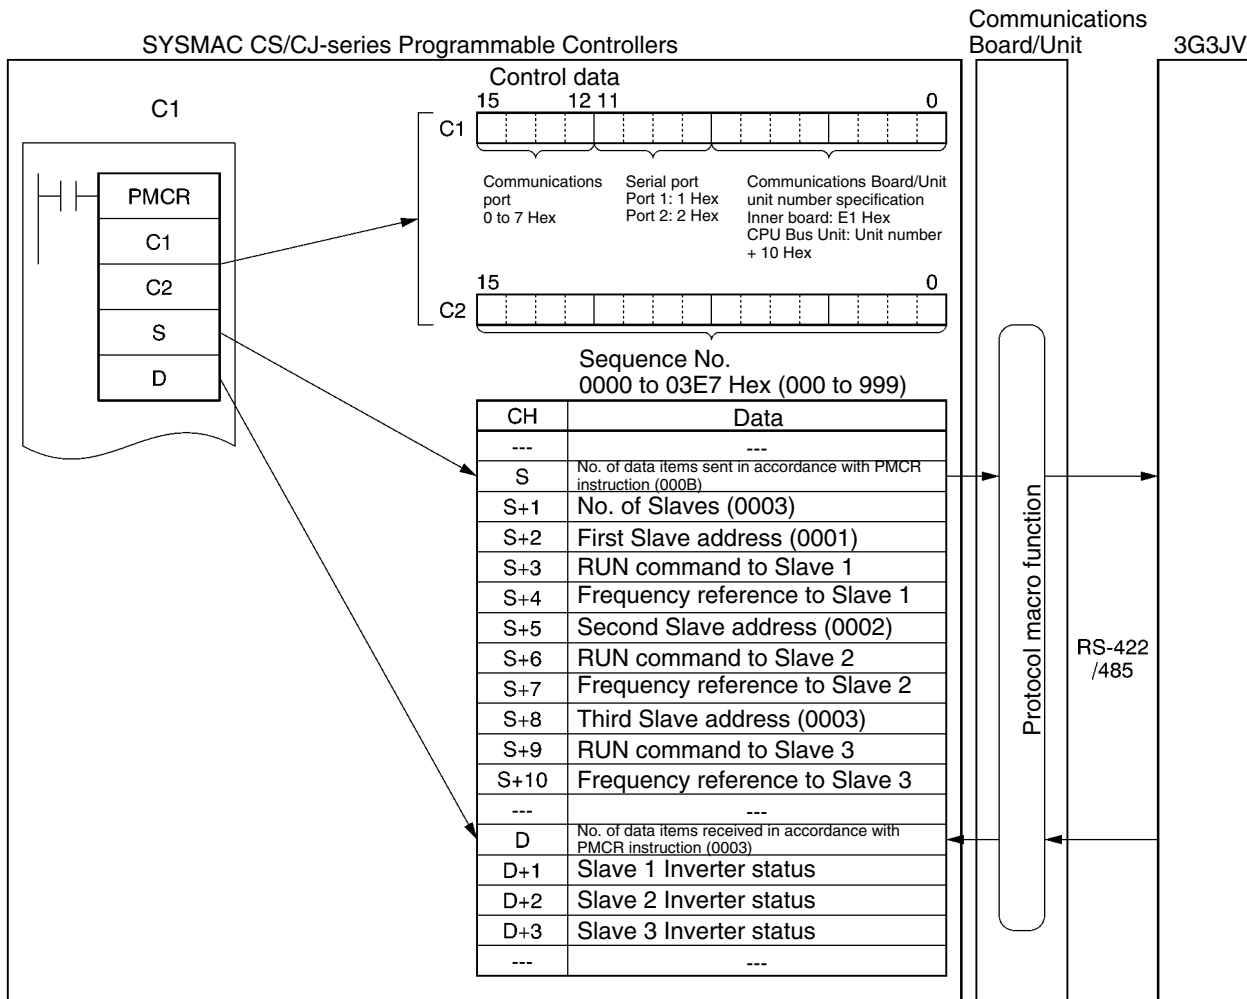 SYSMAC CS/CJ-series Programmable Controllers
Communications
Board/Unit
3G3JV
C1
PMCR
C1
C2
S
D
Control data
15 12 11 0
C1
Communications
port
0 to 7 Hex
Serial port
Port 1: 1 Hex
Port 2: 2 Hex
Communications Board/Unit
unit number specification
Inner board: E1 Hex
CPU Bus Unit: Unit number
+ 10 Hex
15 0
C2
Sequence No.
0000 to 03E7 Hex (000 to 999)
CH Data
--- ---
S No. of data items sent in accordance with PMCR
instruction (000B)
S+1 No. of Slaves (0003)
S+2 First Slave address (0001)
S+3 RUN command to Slave 1
S+4 Frequency reference to Slave 1
S+5 Second Slave address (0002)
S+6 RUN command to Slave 2
S+7 Frequency reference to Slave 2
S+8 Third Slave address (0003)
S+9 RUN command to Slave 3
S+10 Frequency reference to Slave 3
--- ---
D No. of data items received in accordance with
PMCR instruction (0003)
D+1 Slave 1 Inverter status
D+2 Slave 2 Inverter status
D+3 Slave 3 Inverter status
--- ---
Protocol macro function
RS-422
/485